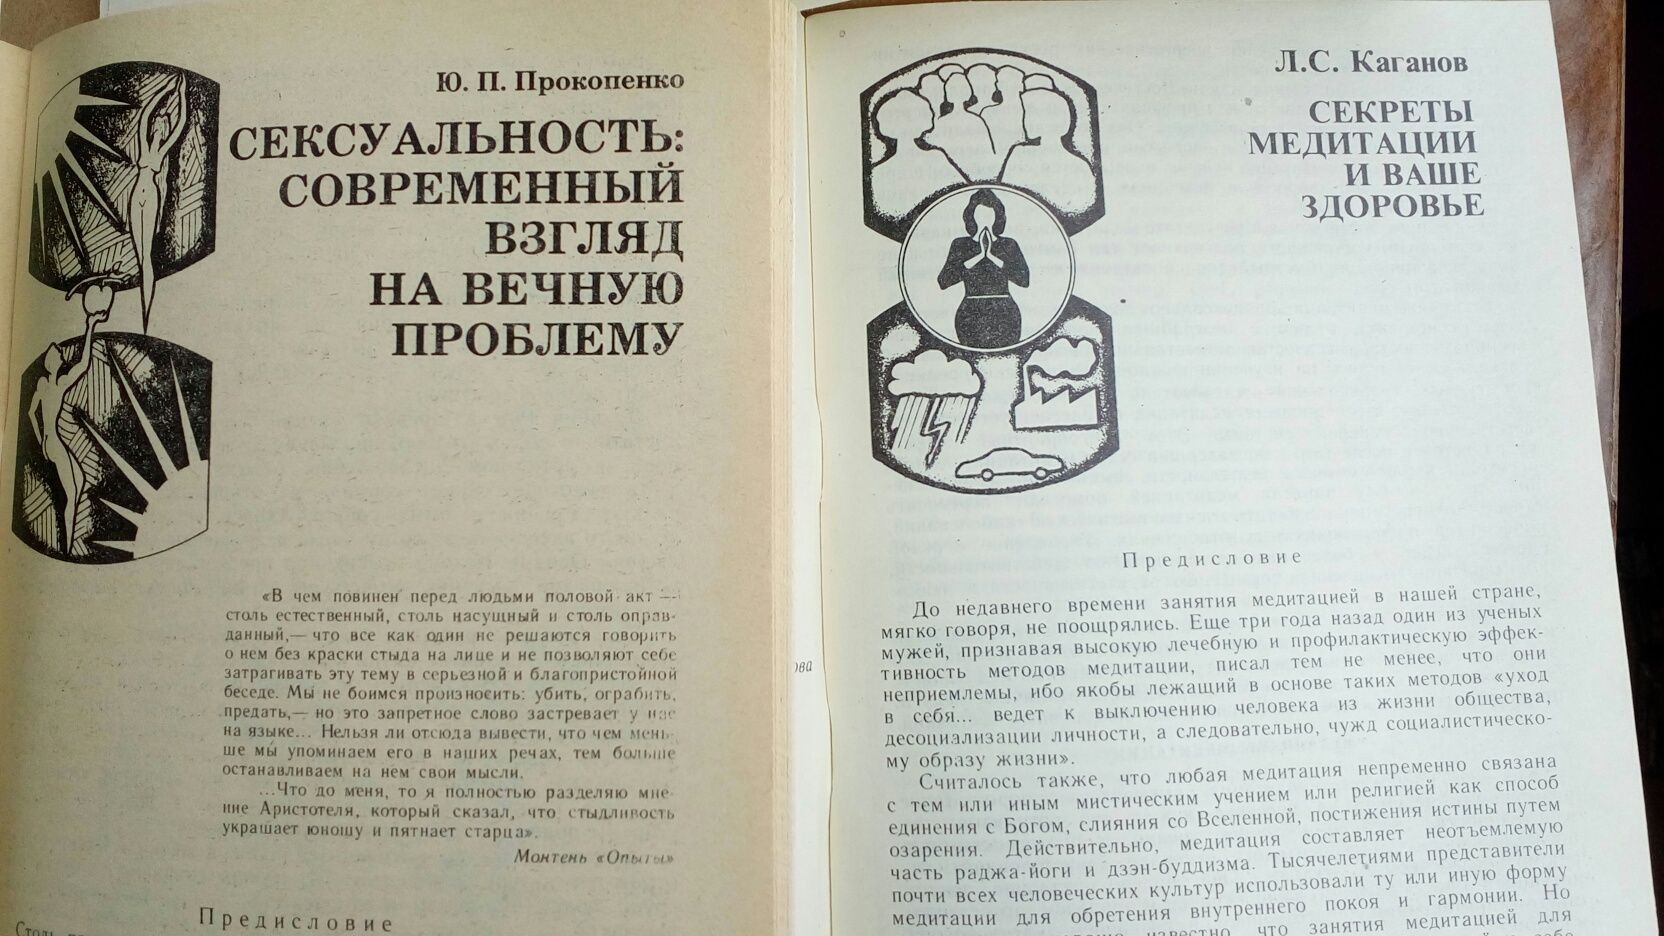 Ю. П. Прокопенко
СЕКСУАЛЬНОСТЬ:
СОВРЕМЕННЫЙ
ВЗГЛЯД
НА ВЕЧНУЮ
ПРОБЛЕМУ
«В чем повинен перед людьми половой акт —
столь естественный, столь насущный и столь оправ-
данный,— что все как один не решаются говорить
о нем без краски стыда на лице и не позволяют себе
затрагивать эту тему в серьезной и благопристойной
беседе. Мы не боимся произносить: убить, ограбить,
предать,— но это запретное слово застревает у нас
на языке... Нельзя ли отсюда вывести, что чем мень-
ше мы упоминаем его в наших речах, тем больше
останавливаем на нем свои мысли.
...Что до меня, то я полностью разделяю мне-
ние Аристотеля, который сказал, что стыдливость
украшает юношу и пятнает старца».
Монтень «Опыты»
Предисловие
Столь
ова
Л.С. Каганов
СЕКРЕТЫ
МЕДИТАЦИИ
И ВАШЕ
ЗДОРОВЬЕ
Предисловие
До недавнего времени занятия медитацией в нашей стране,
мягко говоря, не поощрялись. Еще три года назад один из ученых
мужей, признавая высокую лечебную и профилактическую эффек-
тивность методов медитации, писал тем не менее, что они
неприемлемы, ибо якобы лежащий в основе таких методов «уход
в себя... ведет к выключению человека из жизни общества,
десоциализации личности, а следовательно, чужд социалистическо-
му образу жизни».
Считалось также, что любая медитация непременно связана
с тем или иным мистическим учением или религией как способ
единения с Богом, слияния со Вселенной, постижения истины путем
озарения. Действительно, медитация составляет неотъемлемую
часть раджа-йоги и дзэн-буддизма. Тысячелетиями представители
почти всех человеческих культур использовали ту или иную форму
медитации для обретения внутреннего покоя и гармонии. Но
известно, что занятия медитацией для